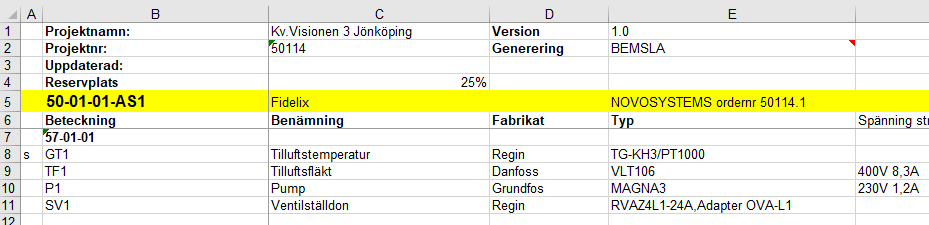 A B C D E
1 Projektnamn: Kv.Visionen 3 Jönköping Version 1.0
2 Projektnr: 50114 Generering BEMSLA
3 Uppdaterad:
4 Reservplats 25%
5 50-01-01-AS1 Fidelix NOVOSYSTEMS ordernr 50114.1
6 Beteckning Benämning Fabrikat Typ Spänning
7 57-01-01
8 s GT1 Tilluftstemperatur Regin TG-KH3/PT1000
9 TF1 Tilluftsfläkt Danfoss VLT106 400V 8,3A
10 P1 Pump Grundfos MAGNA3 230V 1,2A
11 SV1 Ventilställdon Regin RVAZ4L1-24A,Adapter OVA-L1
12